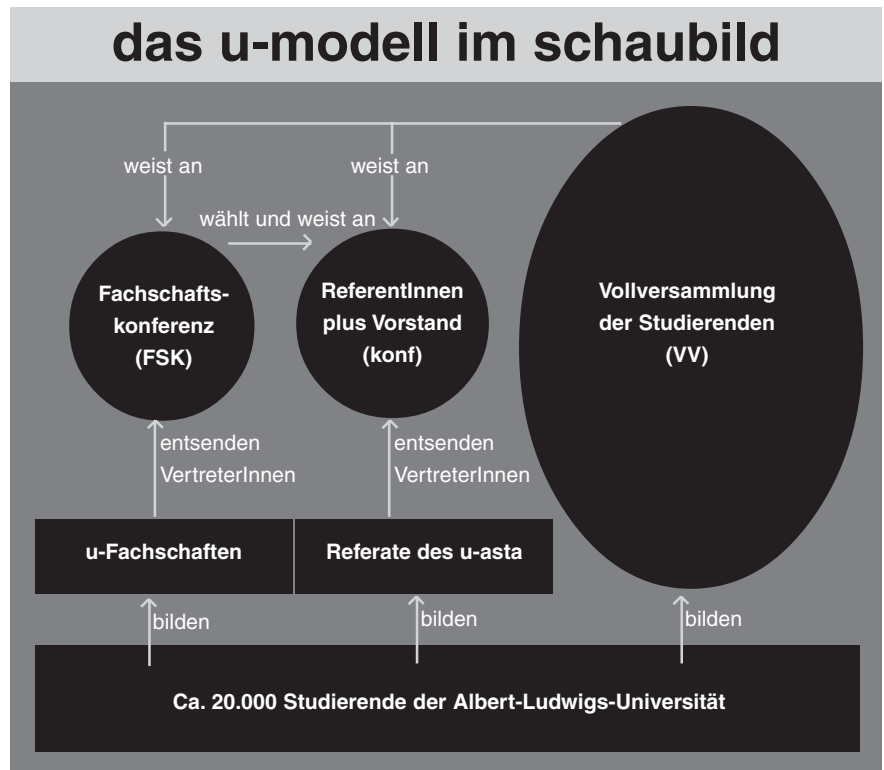 das u-modell im schaubild
weist an
weist an
wählt und weist an
Fachschafts-
konferenz
(FSK)
ReferentInnen
plus Vorstand
(konf)
Vollversammlung
der Studierenden
(VV)
entsenden
VertreterInnen
entsenden
VertreterInnen
u-Fachschaften
Referate des u-asta
bilden
bilden
bilden
Ca. 20.000 Studierende der Albert-Ludwigs-Universität